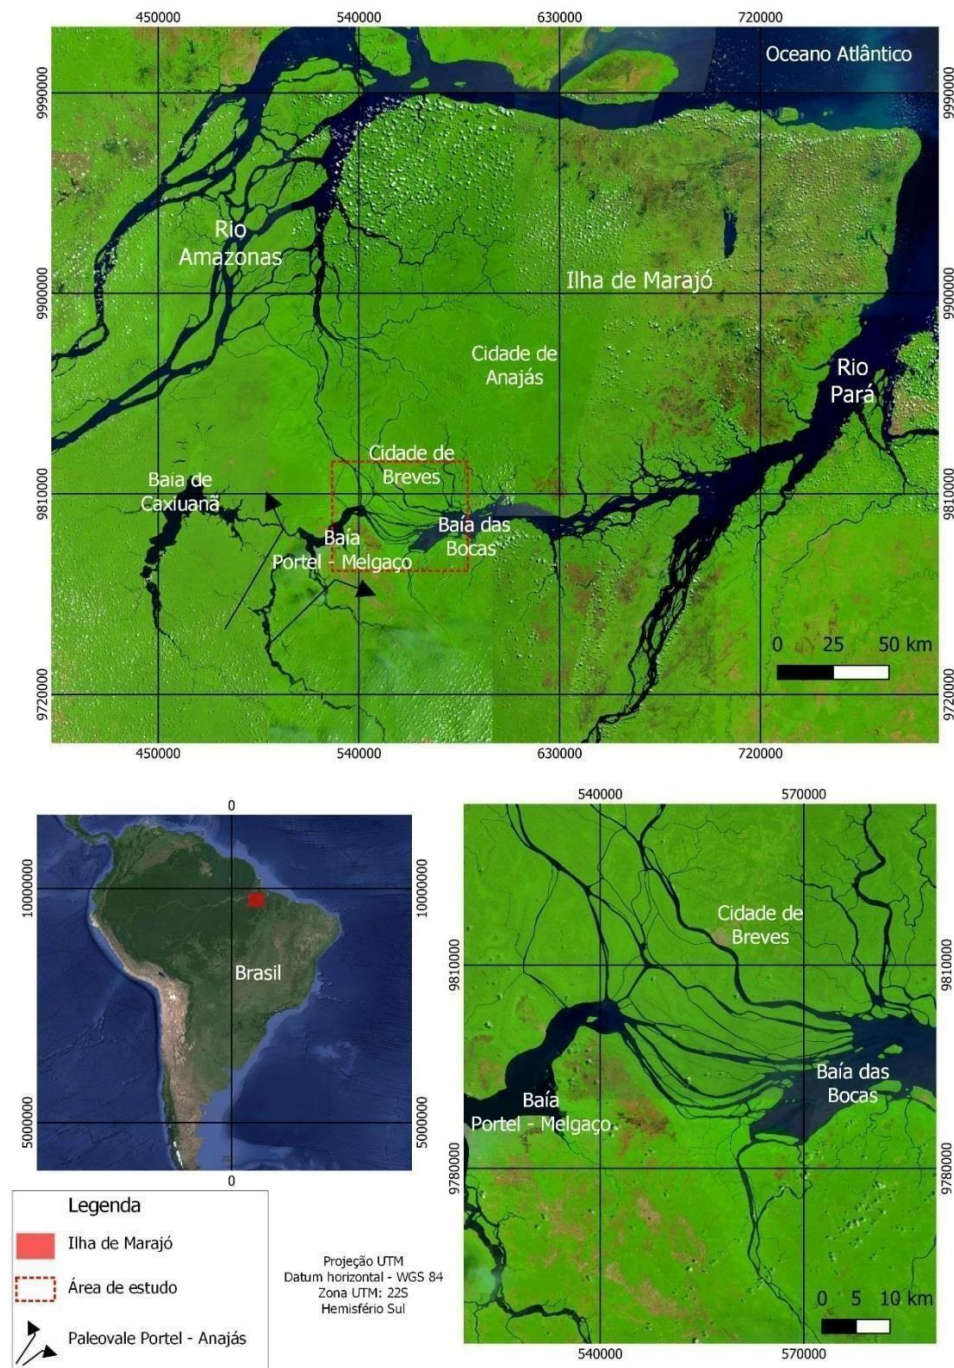 450000
540000
630000
720000
9990000
9990000
Oceano Atlântico
Rio
Amazonas
Ilha de Marajó
9900000
9900000
Cidade de
Anajás
Rio
Pará
Cidade de
Breves
Baia de
Caxiuanã
9810000
9810000
Baía
Portel - Melgaço
Baía das
Bocas
0 25 50 km
9720000
9720000
450000
540000
630000
720000
0
10000000
10000000
Brasil
5000000
5000000
0
540000
570000
Cidade de
Breves
9810000
9810000
Baía das
Bocas
Baía
Portel - Melgaço
9780000
9780000
0 5 10 km
540000
570000
Legenda
Ilha de Marajó
Área de estudo
Paleovale Portel - Anajás
Projeção UTM
Datum horizontal - WGS 84
Zona UTM: 22S
Hemisfério Sul